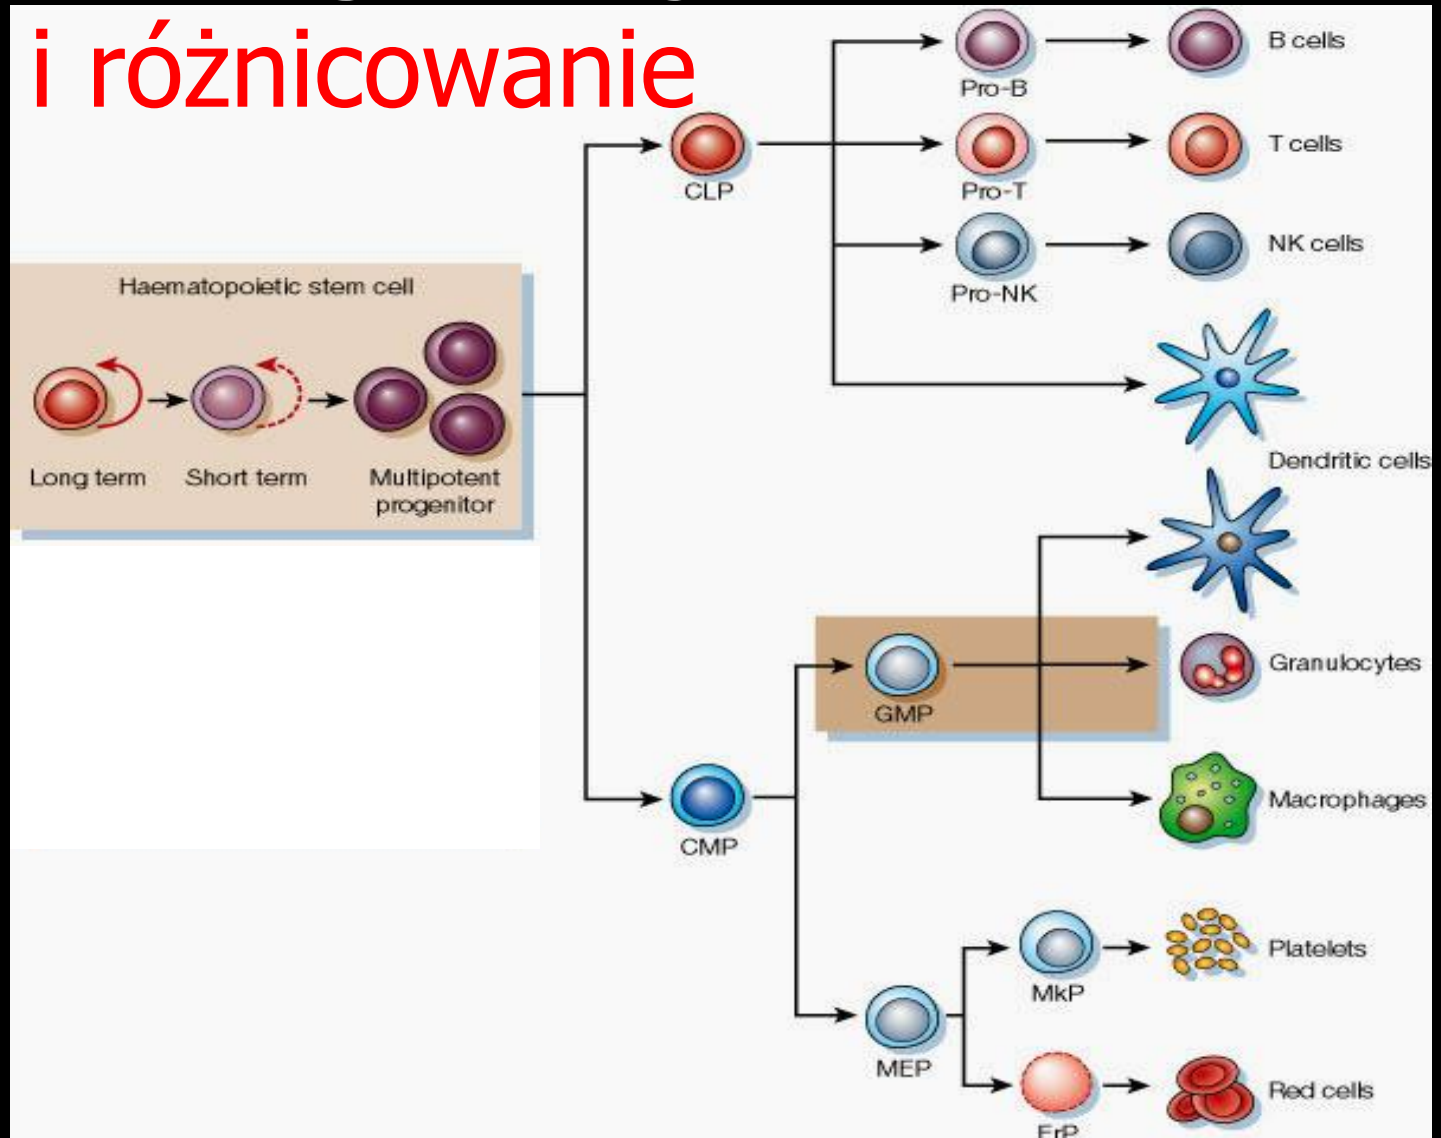 i różnicowanie
B cells
Pro-B
T cells
CLP
Pro-T
NK cells
Haematopoietic stem cell
Pro-NK
Dendritic cells
Long term
Short term
Multipotent
progenitor
Granulocytes
GMP
Macrophages
CMP
Platelets
MkP
MEP
Red cells
ErP